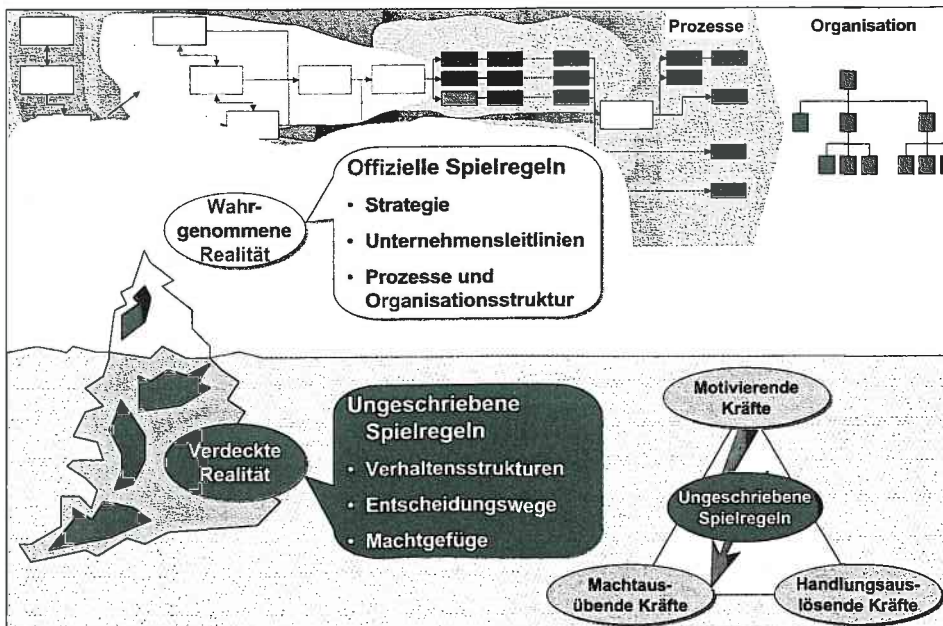 Prozesse
Organisation
Offizielle Spielregeln
• Strategie
• Unternehmensleitlinien
• Prozesse und
Organisationsstruktur
Wahr-
genommene
Realität
Ungeschriebene
Spielregeln
• Verhaltensstrukturen
• Entscheidungswege
• Machtgefüge
Verdeckte
Realität
Motivierende
Kräfte
Ungeschriebene
Spielregeln
Machtaus-
übende Kräfte
Handlungsaus-
lösende Kräfte